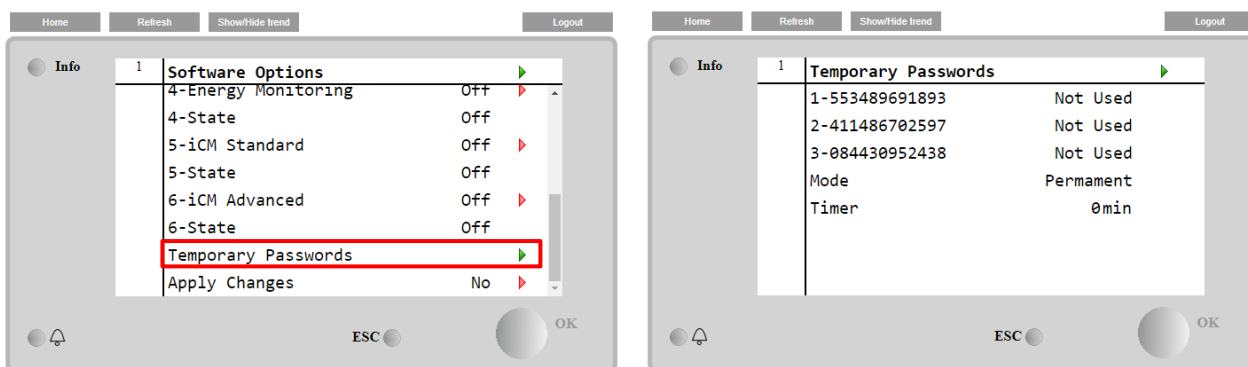 Home Refresh Show/Hide trend Logout
Info 1 Software Options
4-Energy Monitoring Off
4-State Off
5-iCM Standard Off
5-State Off
6-iCM Advanced Off
6-State Off
Temporary Passwords
Apply Changes No
ESC OK
Home Refresh Show/Hide trend Logout
Info 1 Temporary Passwords
1-553489691893 Not Used
2-411486702597 Not Used
3-084430952438 Not Used
Mode Permament
Timer 0min
ESC OK